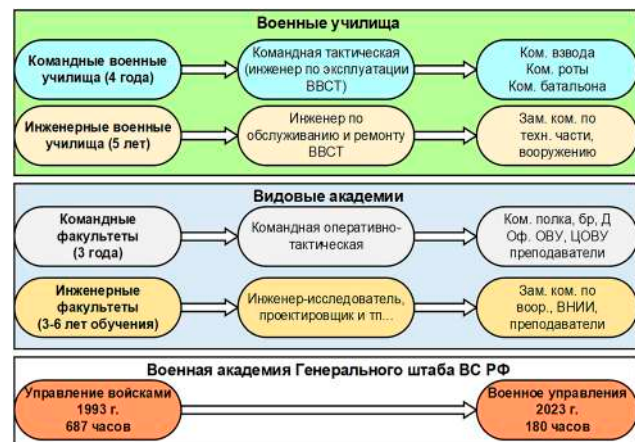 Военные училища
Командные военные
училища (4 года)
Командная тактическая
(инженер по эксплуатации
ВВСТ)
Ком. взвода
Ком. роты
Ком. батальона
Инженерные военные
училища (5 лет)
Инженер по
обслуживанию и ремонту
ВВСТ
Зам. ком. по
техн. части,
вооружению
Видовые академии
Командные
факультеты
(3 года)
Командная оперативно-
тактическая
Ком. полка, бр, Д
Оф. ОВУ, ЦОВУ
преподаватели
Инженерные
факультеты
(3-6 лет обучения)
Инженер-исследователь,
проектировщик и тп...
Зам. ком. по
воор., ВНИИ,
преподаватели
Военная академия Генерального штаба ВС РФ
Управление войсками
1993 г.
687 часов
Военное управления
2023 г.
180 часов